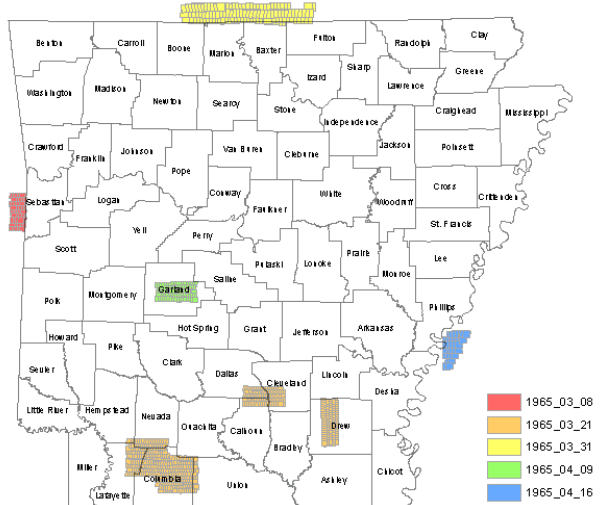 Benton Carroll Boone Marion Baxter Fulton Randolph Clay
Washington Madison Newton Searcy Stone Izard Sharp Lawrence Greene
Independence Craighead Mississippi
Crawford Franklin Johnson Pope Van Buren Cleburne Jackson Poinsett
Sebastian Logan Conway Faulkner White Woodruff Cross Crittenden
Scott Yell Perry Pulaski Lonoke Prairie Monroe St. Francis
Lee
Polk Montgomery Garland Saline Phillips
Howard Pike Hot Spring Grant Jefferson Arkansas
Sevier Clark Dallas Cleveland Lincoln Desha
Little River Hempstead Nevada Ouachita Calhoun Bradley Drew
Miller Lafayette Columbia Union Ashley Chicot
1965_03_08
1965_03_21
1965_03_31
1965_04_09
1965_04_16